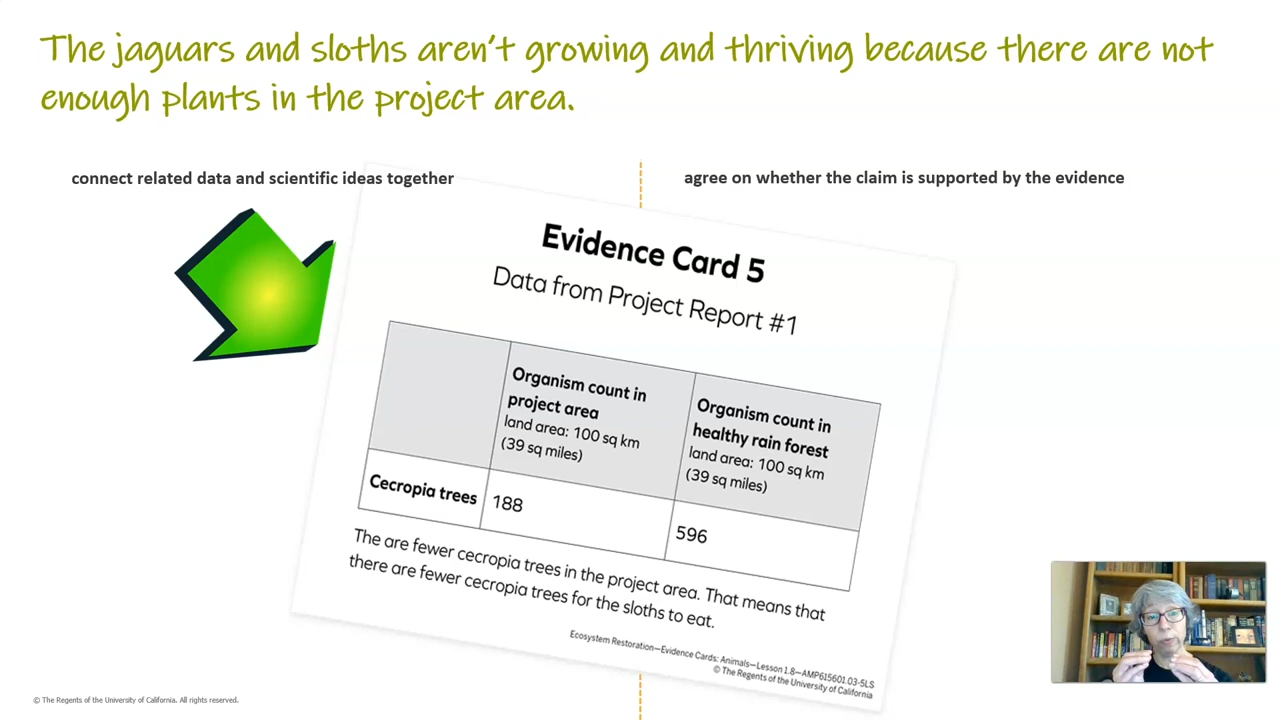 The jaguars and sloths aren't growing and thriving because there are not
enough plants in the project area.
connect related data and scientific ideas together
agree on whether the claim is supported by the evidence
Evidence Card 5
Data from Project Report #1
Organism count in
project area
land area: 100 sq km
(39 sq miles)
Organism count in
healthy rain forest
land area: 100 sq km
(39 sq miles)
Cecropia trees
188
596
The are fewer cecropia trees in the project area. That means that
there are fewer cecropia trees for the sloths to eat.
Ecosystem Restoration—Evidence Cards: Animals—Lesson 1.8—AMP615601.03-5LS
© The Regents of the University of California
© The Regents of the University of California. All rights reserved.